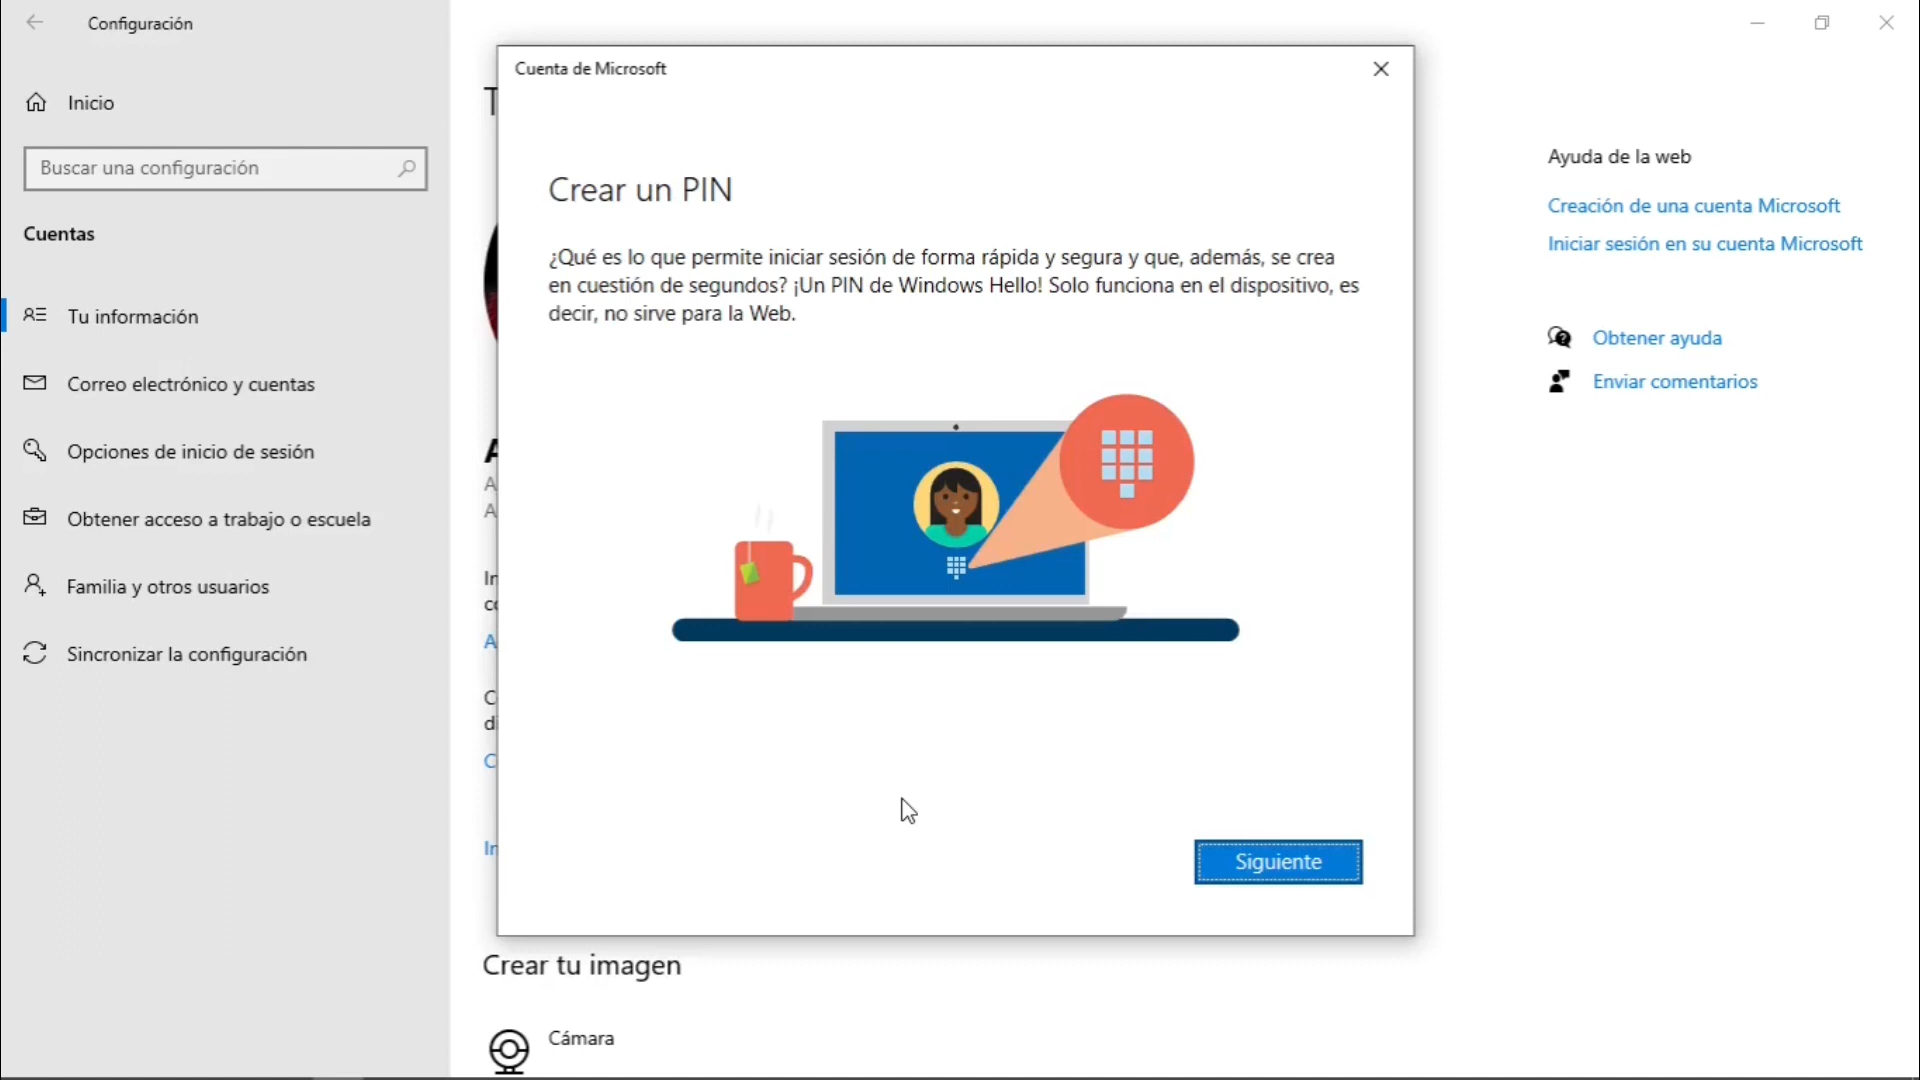 Configuración
Inicio
Buscar una configuración
Cuentas
Tu información
Correo electrónico y cuentas
Opciones de inicio de sesión
Obtener acceso a trabajo o escuela
Familia y otros usuarios
Sincronizar la configuración
Cuenta de Microsoft
Crear un PIN
¿Qué es lo que permite iniciar sesión de forma rápida y segura y que, además, se crea
en cuestión de segundos? ¡Un PIN de Windows Hello! Solo funciona en el dispositivo, es
decir, no sirve para la Web.
Siguiente
Crear tu imagen
Cámara
Ayuda de la web
Creación de una cuenta Microsoft
Iniciar sesión en su cuenta Microsoft
Obtener ayuda
Enviar comentarios